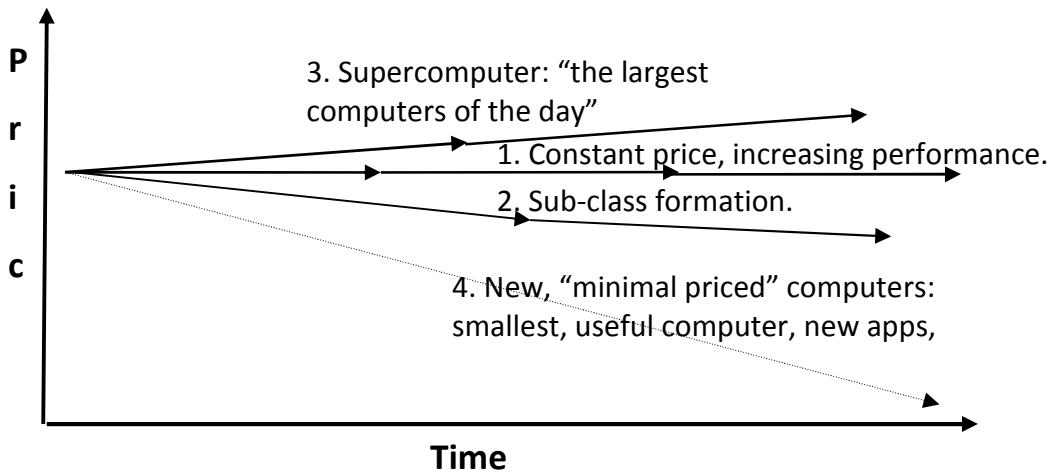 P
r
i
c
3. Supercomputer: “the largest
computers of the day”
1. Constant price, increasing performance.
2. Sub-class formation.
4. New, “minimal priced” computers:
smallest, useful computer, new apps,
Time